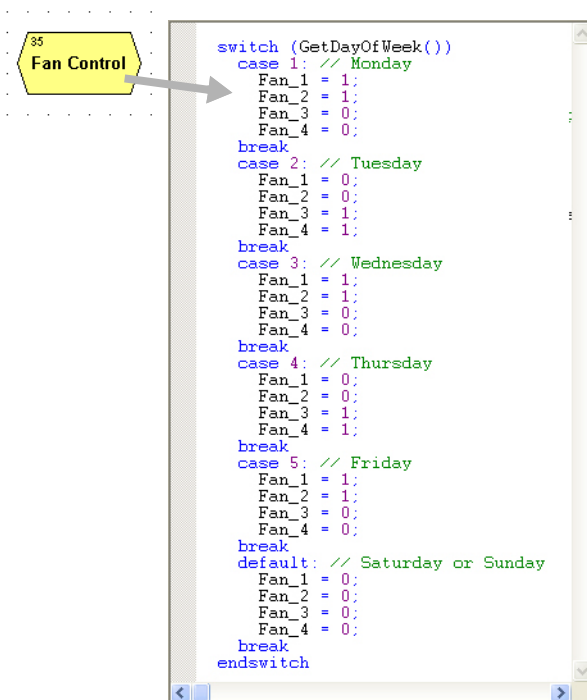 35
Fan Control
switch (GetDayOfWeek())
case 1: // Monday
Fan_1 = 1;
Fan_2 = 1;
Fan_3 = 0;
Fan_4 = 0;
break
case 2: // Tuesday
Fan_1 = 0;
Fan_2 = 0;
Fan_3 = 1;
Fan_4 = 1;
break
case 3: // Wednesday
Fan_1 = 1;
Fan_2 = 1;
Fan_3 = 0;
Fan_4 = 0;
break
case 4: // Thursday
Fan_1 = 0;
Fan_2 = 0;
Fan_3 = 1;
Fan_4 = 1;
break
case 5: // Friday
Fan_1 = 1;
Fan_2 = 1;
Fan_3 = 0;
Fan_4 = 0;
break
default: // Saturday or Sunday
Fan_1 = 0;
Fan_2 = 0;
Fan_3 = 0;
Fan_4 = 0;
break
endswitch